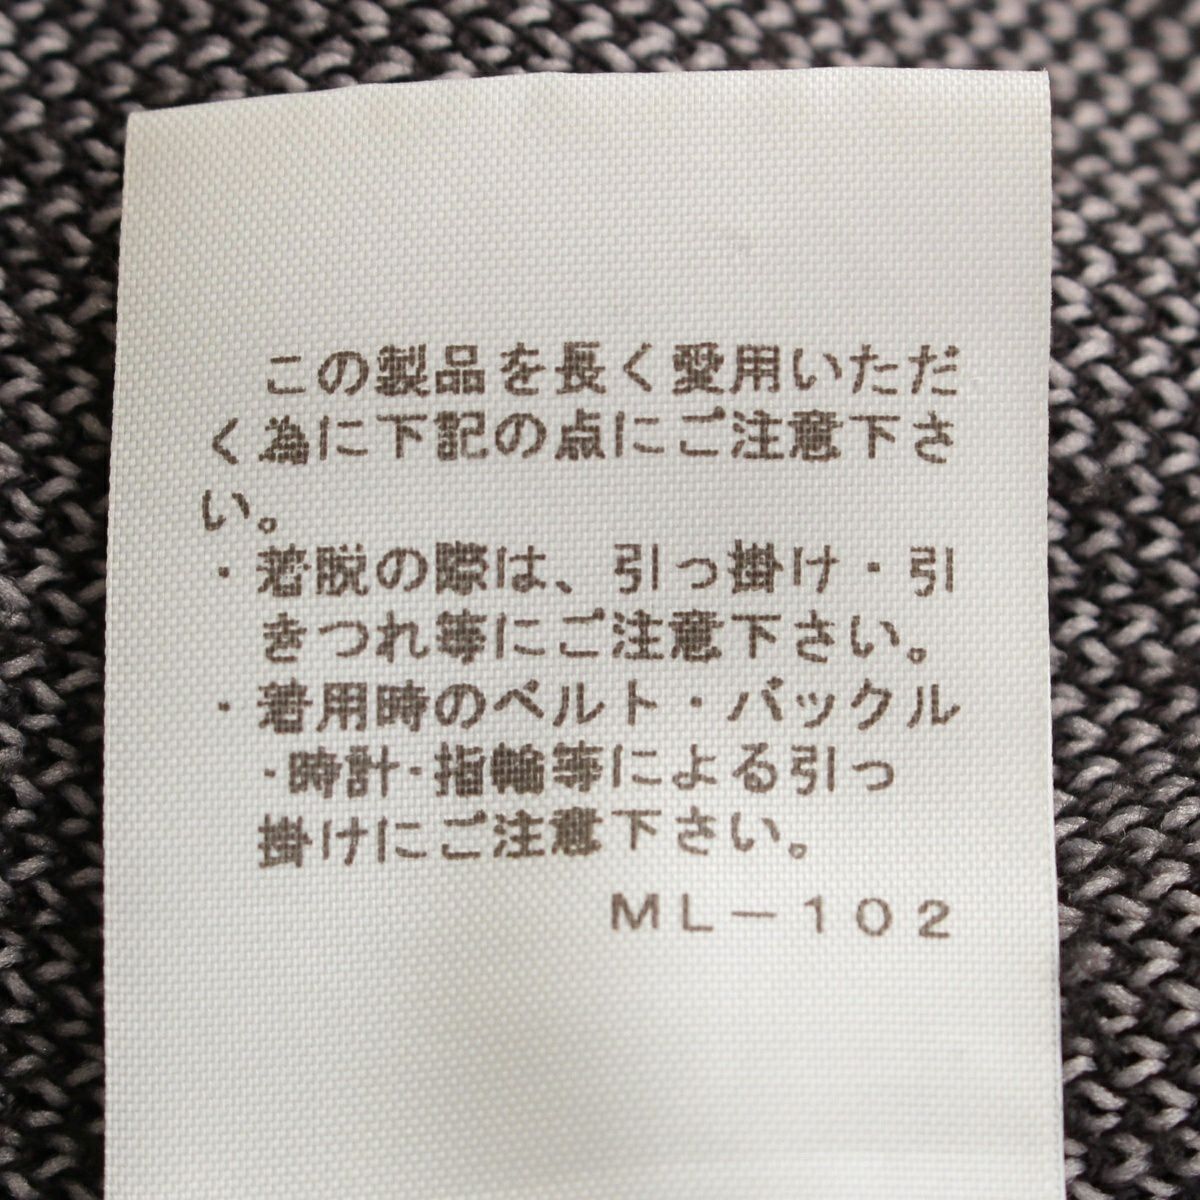 この製品を長く愛用いただ
く為に下記の点にご注意下さ
い。
・着脱の際は、引っ掛け・引
きつれ等にご注意下さい。
・着用時のベルト・バックル
・時計・指輪等による引っ
掛けにご注意下さい。
ML－102